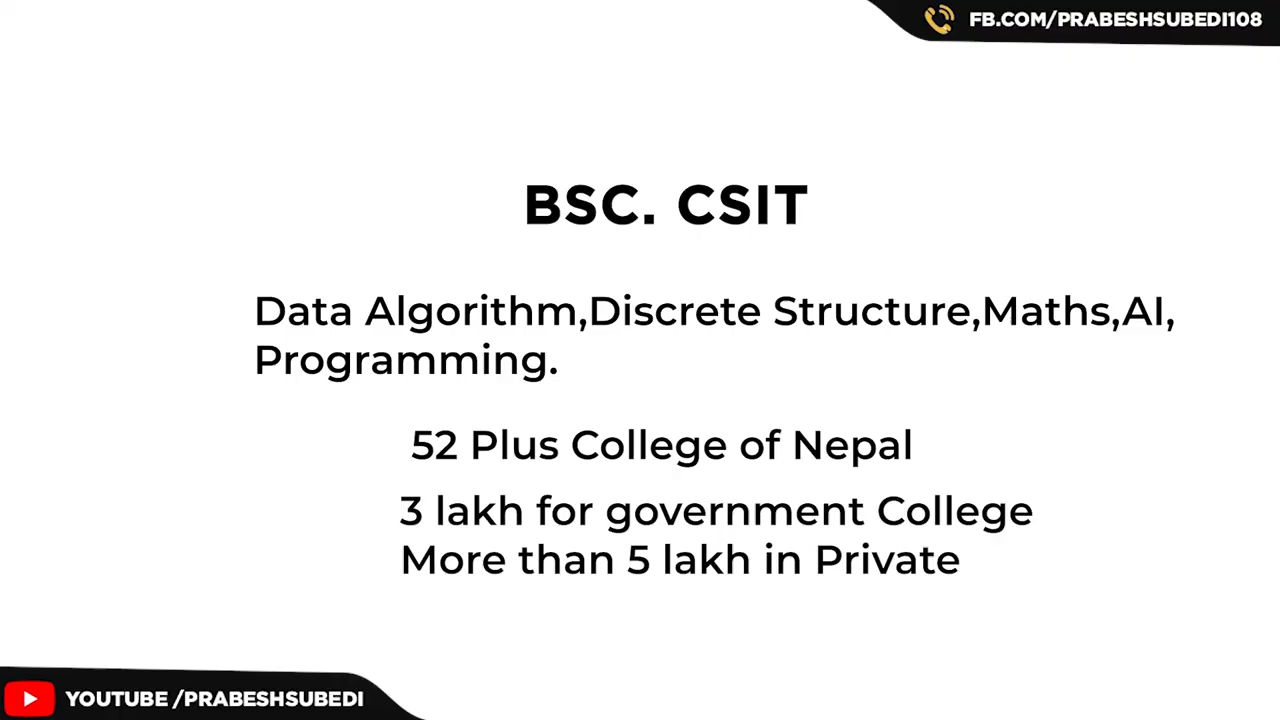 FB.COM/PRABESHSUBEDI108
BSC. CSIT
Data Algorithm,Discrete Structure,Maths,AI,
Programming.
52 Plus College of Nepal
3 lakh for government College
More than 5 lakh in Private
YOUTUBE /PRABESHSUBEDI